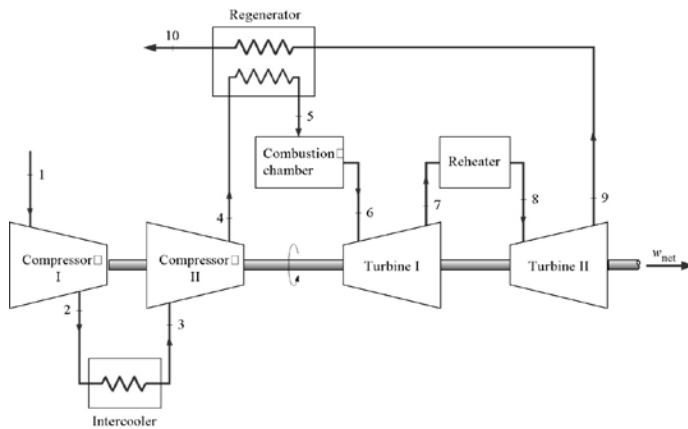 Regenerator
10
5
Combustion
chamber
Reheater
1
4
6
7
8
9
Compressor
I
Compressor
II
Turbine I
Turbine II
w_net
2
3
Intercooler